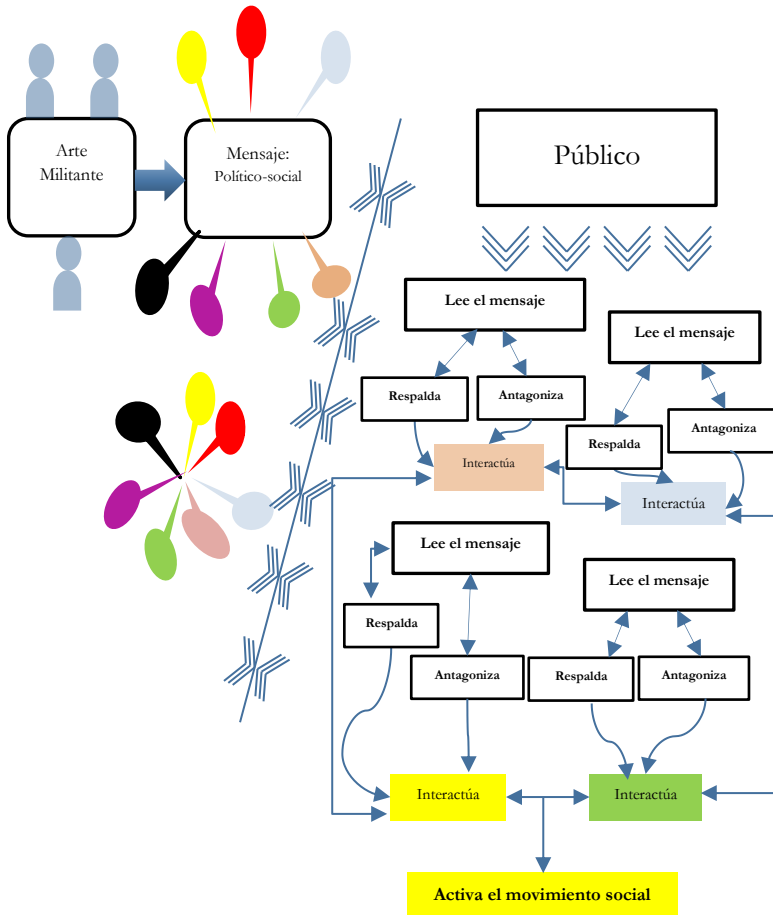 Arte
Militante
Mensaje:
Político-social
Público
Lee el mensaje
Respalda
Antagoniza
Interactúa
Lee el mensaje
Respalda
Antagoniza
Interactúa
Lee el mensaje
Respalda
Antagoniza
Interactúa
Lee el mensaje
Respalda
Antagoniza
Interactúa
Activa el movimiento social